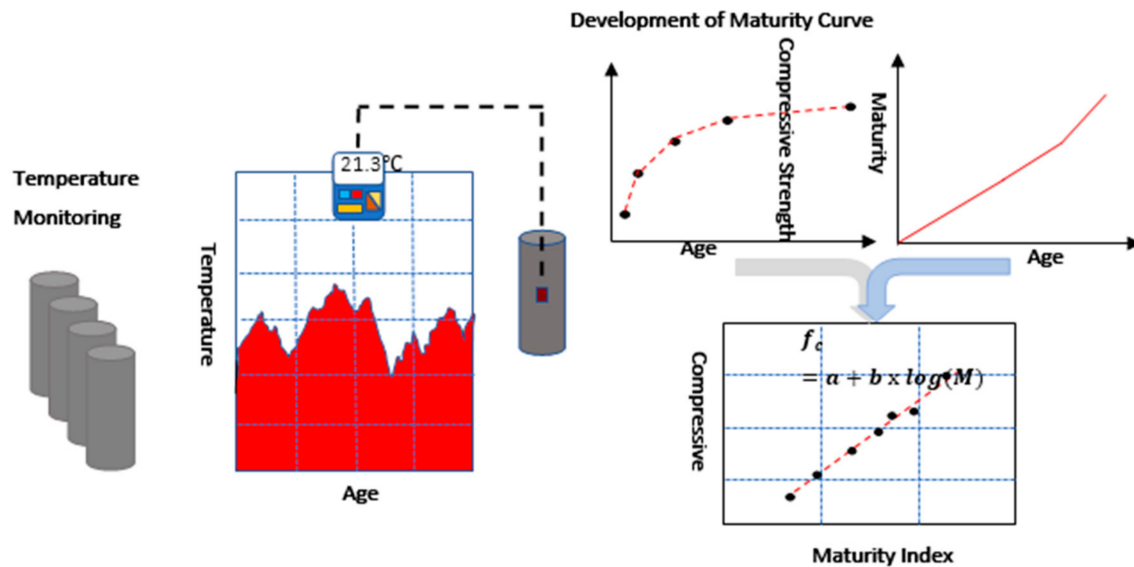 Development of Maturity Curve
Temperature
Monitoring
21.3°C
Temperature
Age
Compressive Strength
Age
Maturity
Age
f_c
= a + b x log(M)
Compressive
Maturity Index